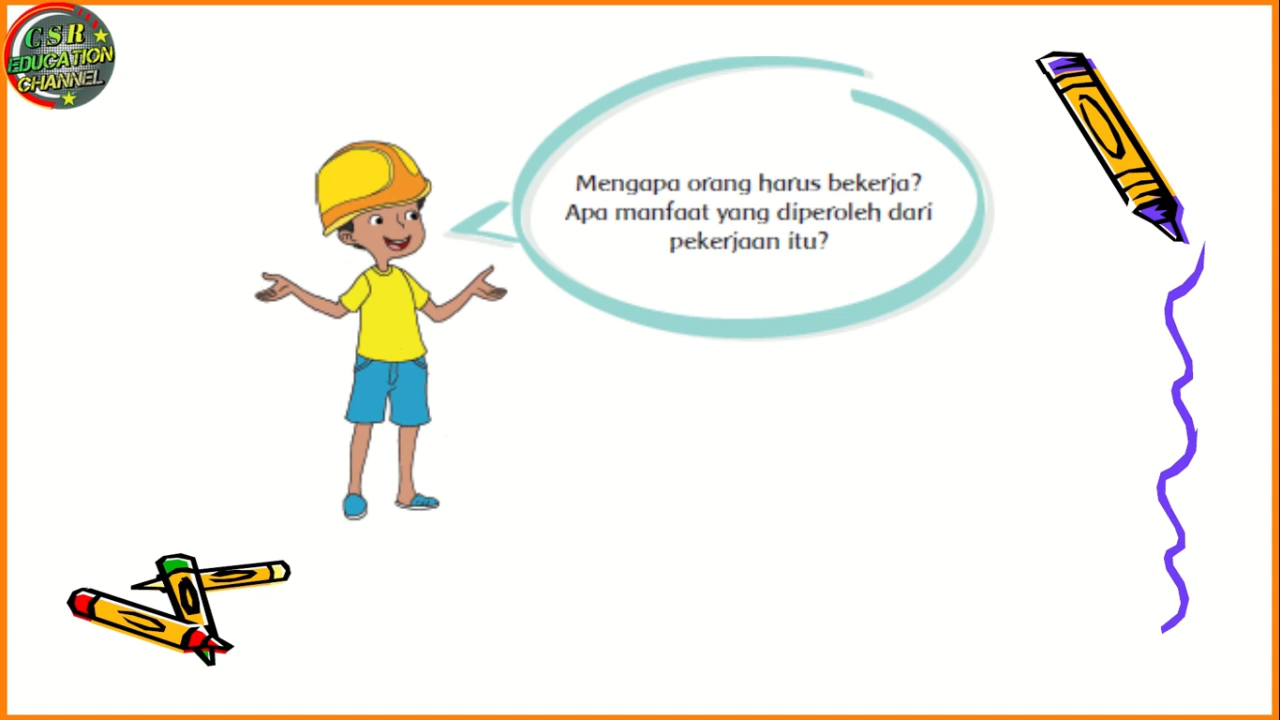 CSR
EDUCATION
CHANNEL
Mengapa orang harus bekerja?
Apa manfaat yang diperoleh dari
pekerjaan itu?